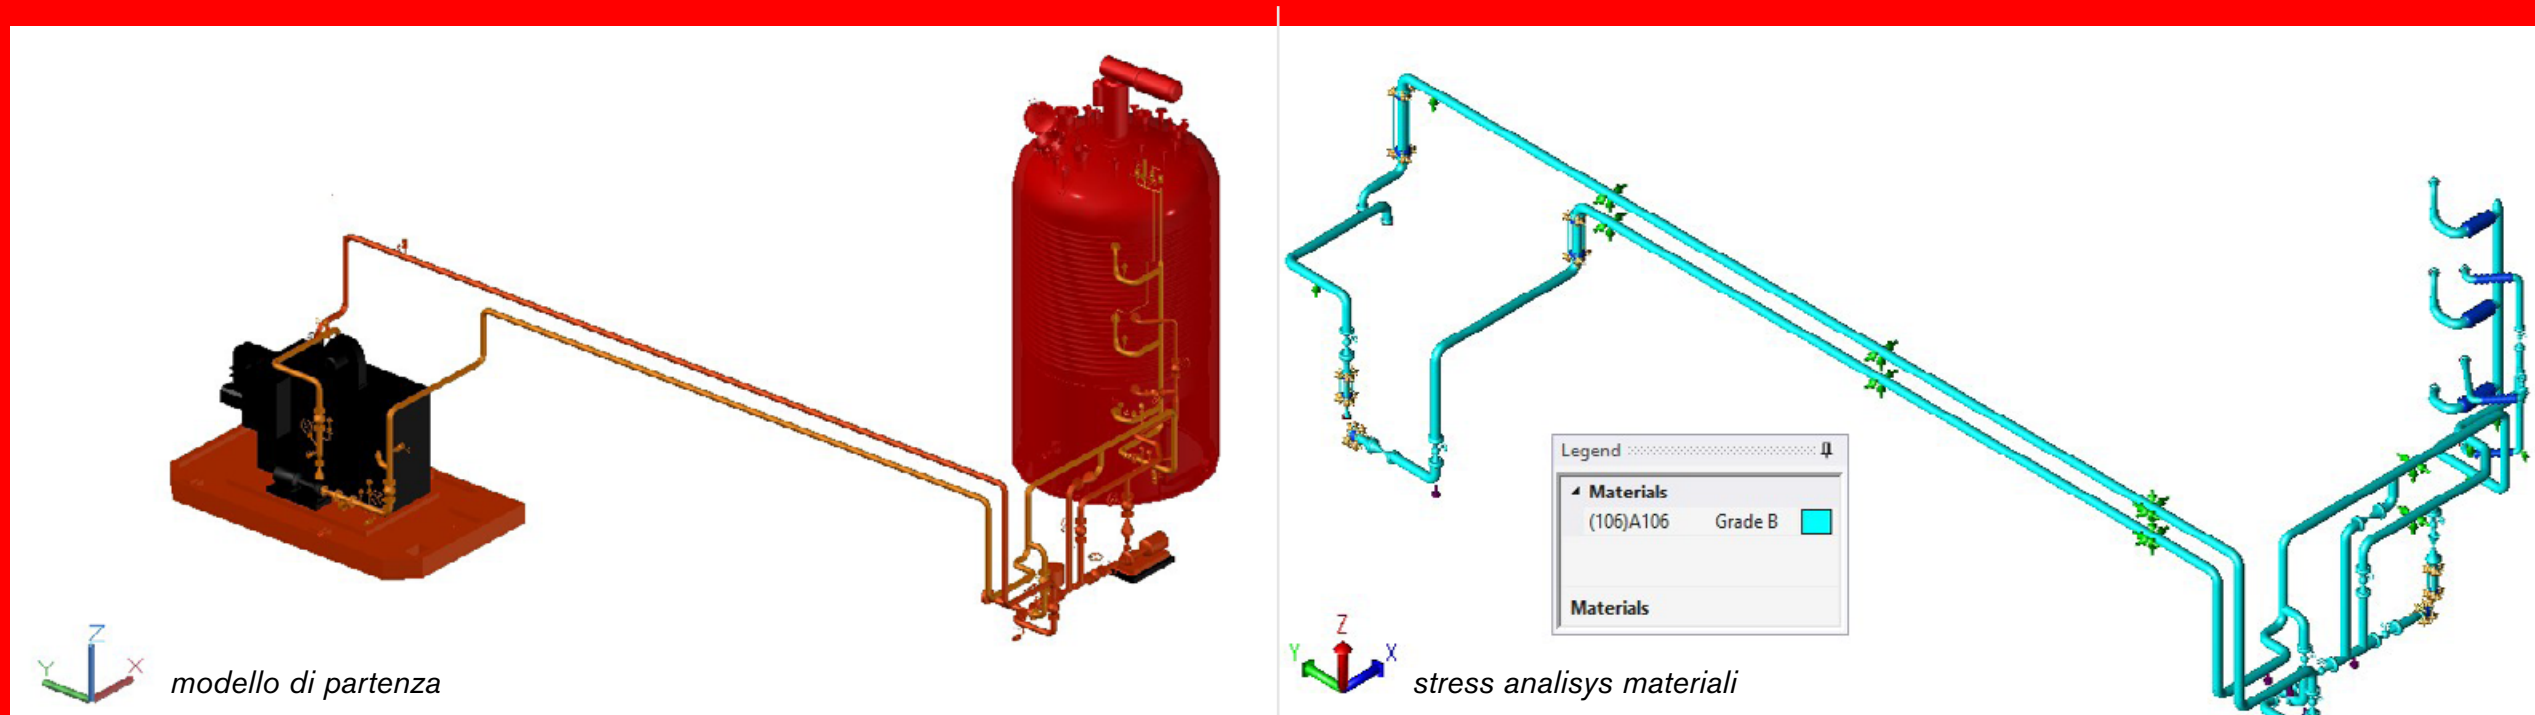 Z
Y
X
modello di partenza
Legend
Materials
(106)A106 Grade B
Materials
Z
Y
X
stress analisys materiali